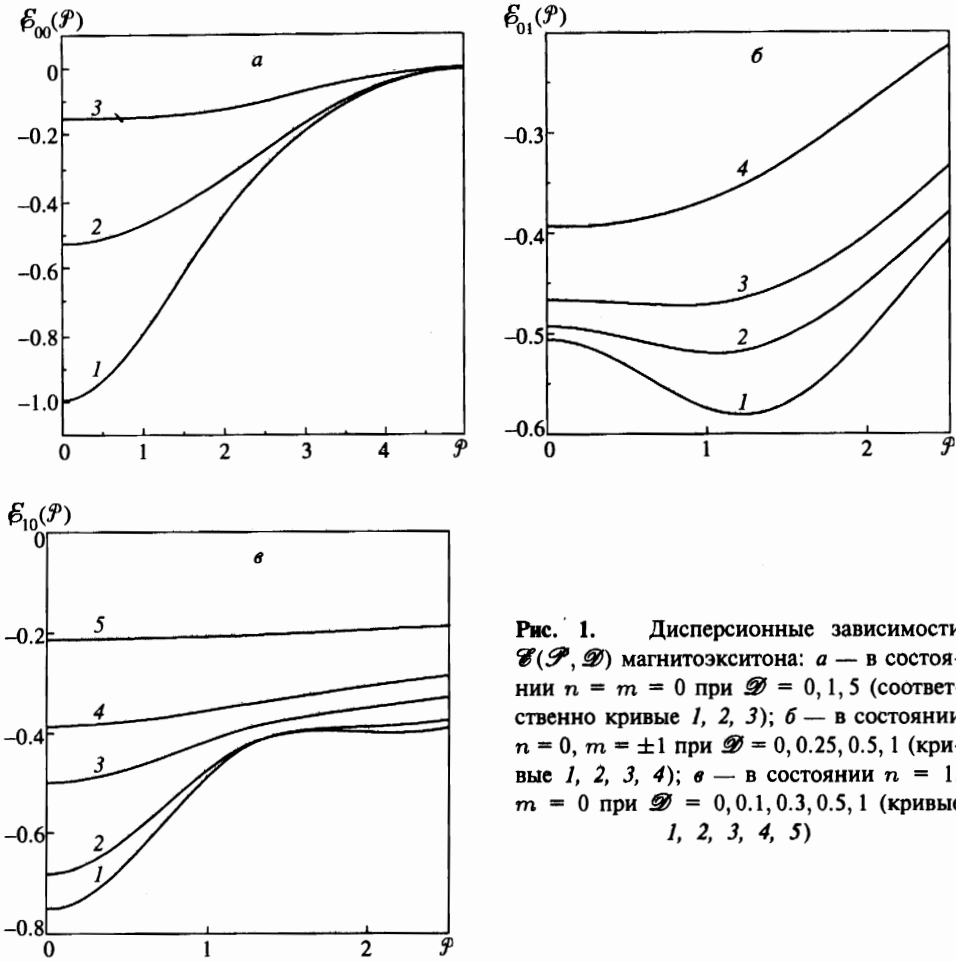 ℰ₀₀(𝒫)
а
0
−0.2
−0.4
−0.6
−0.8
−1.0
3
2
1
0 1 2 3 4 𝒫
ℰ₀₁(𝒫)
б
−0.3
−0.4
−0.5
−0.6
4
3
2
1
0 1 2 𝒫
ℰ₁₀(𝒫)
в
0
−0.2
−0.4
−0.6
−0.8
5
4
3
2
1
0 1 2 𝒫
Рис. 1. Дисперсионные зависимости
ℰ(𝒫, 𝒟) магнитоэкситона: а — в состоя-
нии n = m = 0 при 𝒟 = 0, 1, 5 (соответ-
ственно кривые 1, 2, 3); б — в состоянии
n = 0, m = ±1 при 𝒟 = 0, 0.25, 0.5, 1 (кри-
вые 1, 2, 3, 4); в — в состоянии n = 1,
m = 0 при 𝒟 = 0, 0.1, 0.3, 0.5, 1 (кривые
1, 2, 3, 4, 5)